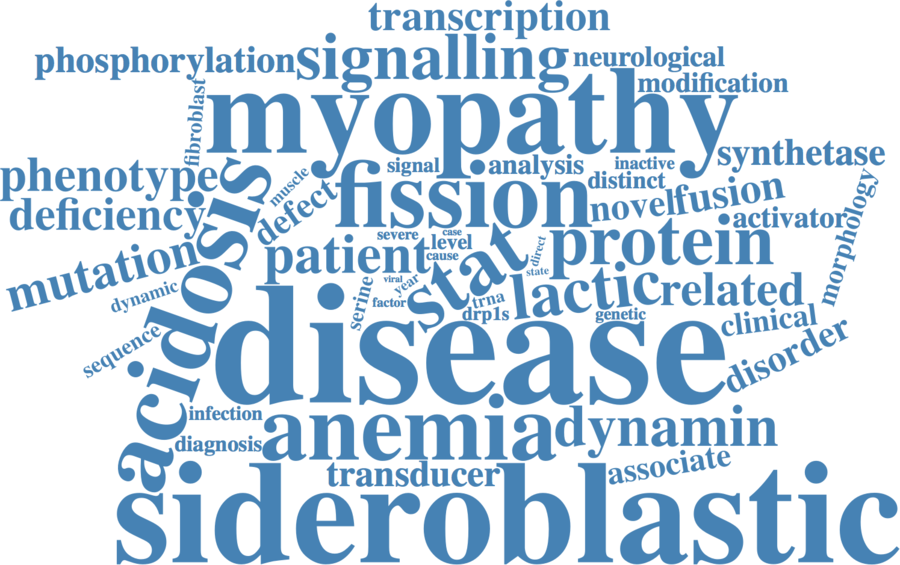 transcription
phosphorylation
signalling
neurological
modification
fibroblast
myopathy
signal
analysis
inactive
synthetase
phenotype
muscle
fission
distinct
deficiency
defect
novel
fusion
activator
morphology
acidosis
severe
case
level
cause
patient
stat
direct
state
protein
mutation
dynamic
serine
viral
year
factor
trna
drp1s
lactic
related
genetic
clinical
disorder
sequence
disease
infection
diagnosis
anemia
dynamin
transducer
associate
sideroblastic